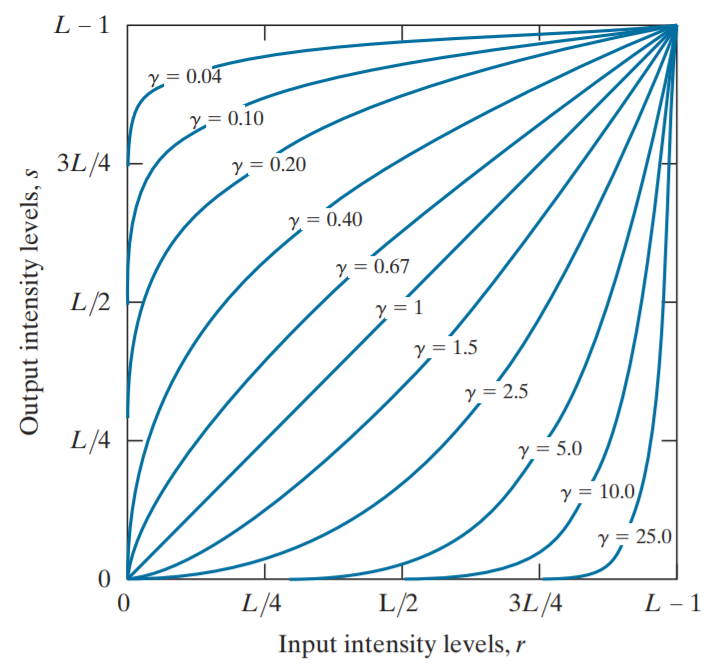 L − 1
γ = 0.04
γ = 0.10
3L/4
γ = 0.20
γ = 0.40
γ = 0.67
L/2
γ = 1
γ = 1.5
γ = 2.5
L/4
γ = 5.0
γ = 10.0
γ = 25.0
0
0
L/4
L/2
3L/4
L − 1
Output intensity levels, s
Input intensity levels, r